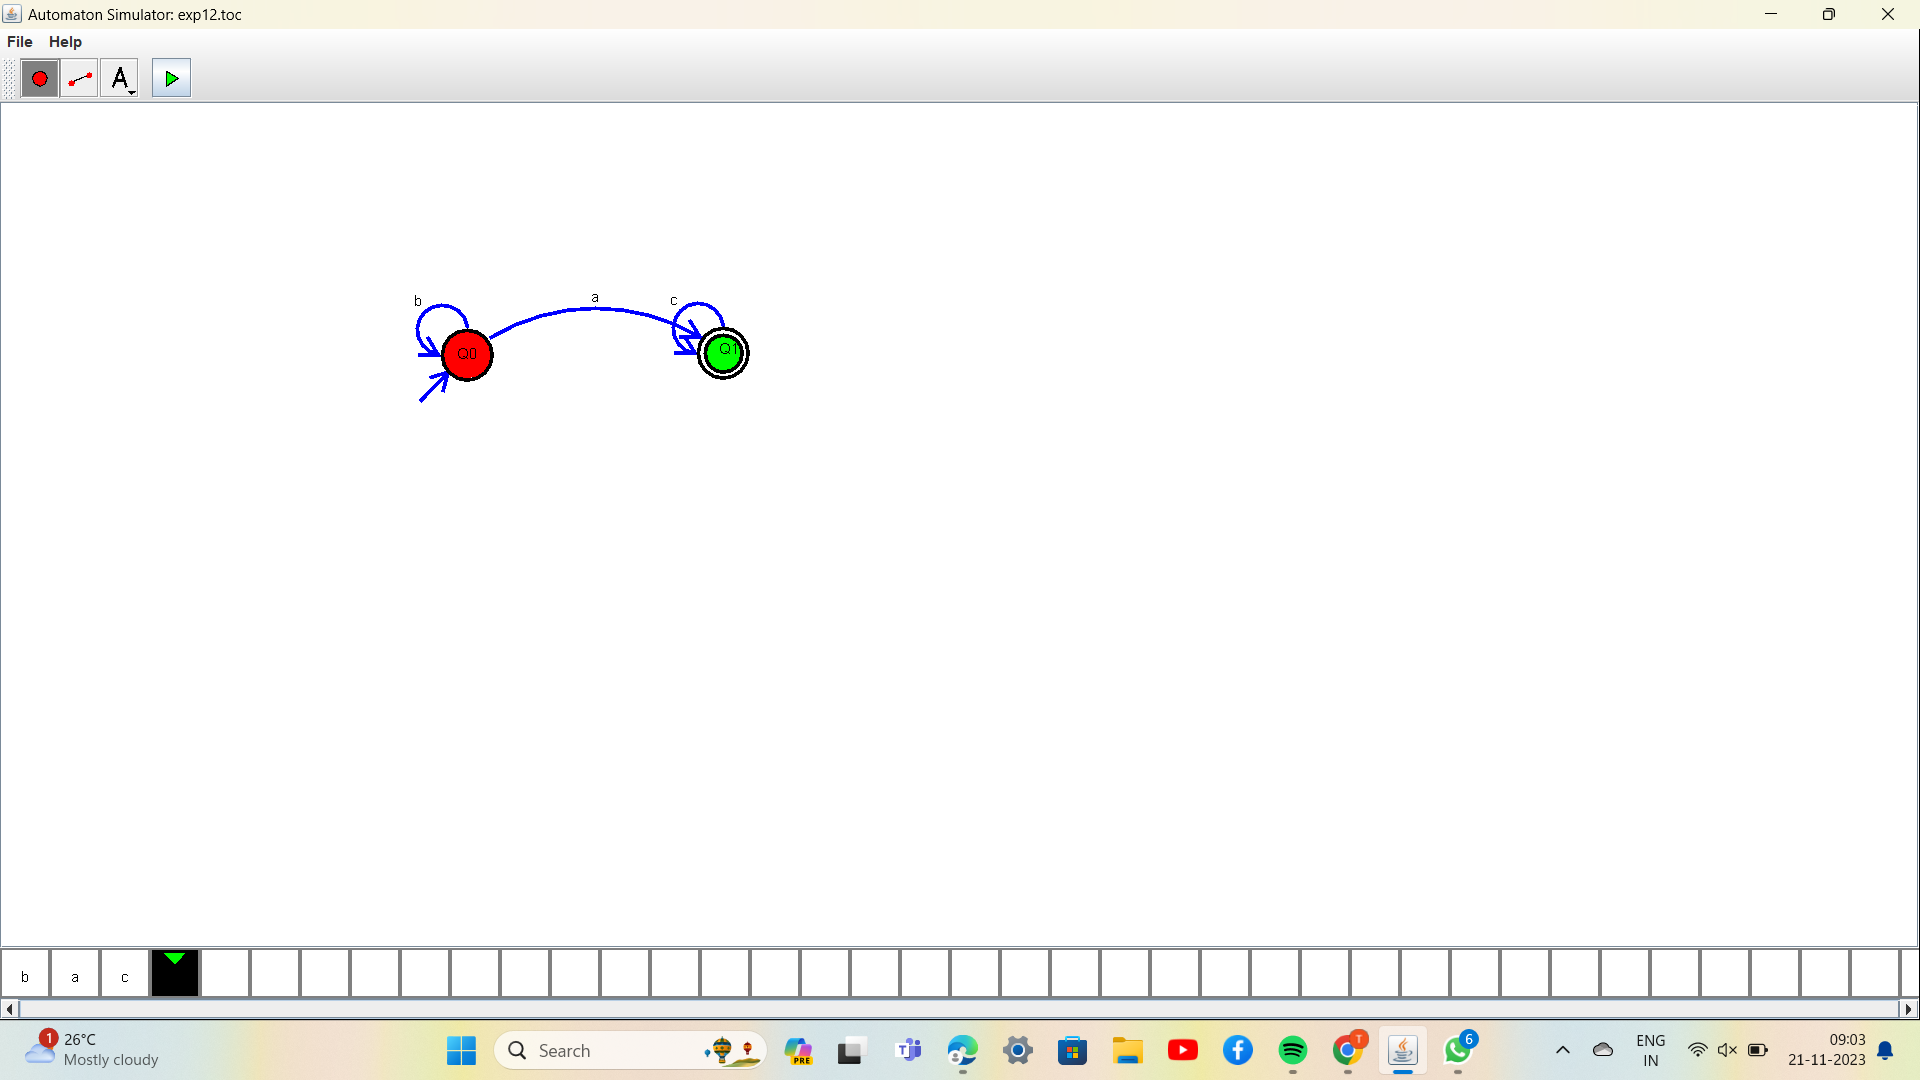 Automaton Simulator: exp12.toc
File Help
A
b a c
Q0 Q1
b a c
1 26°C
Mostly cloudy
Search
PRE
T
6
ENG
IN
09:03
21-11-2023